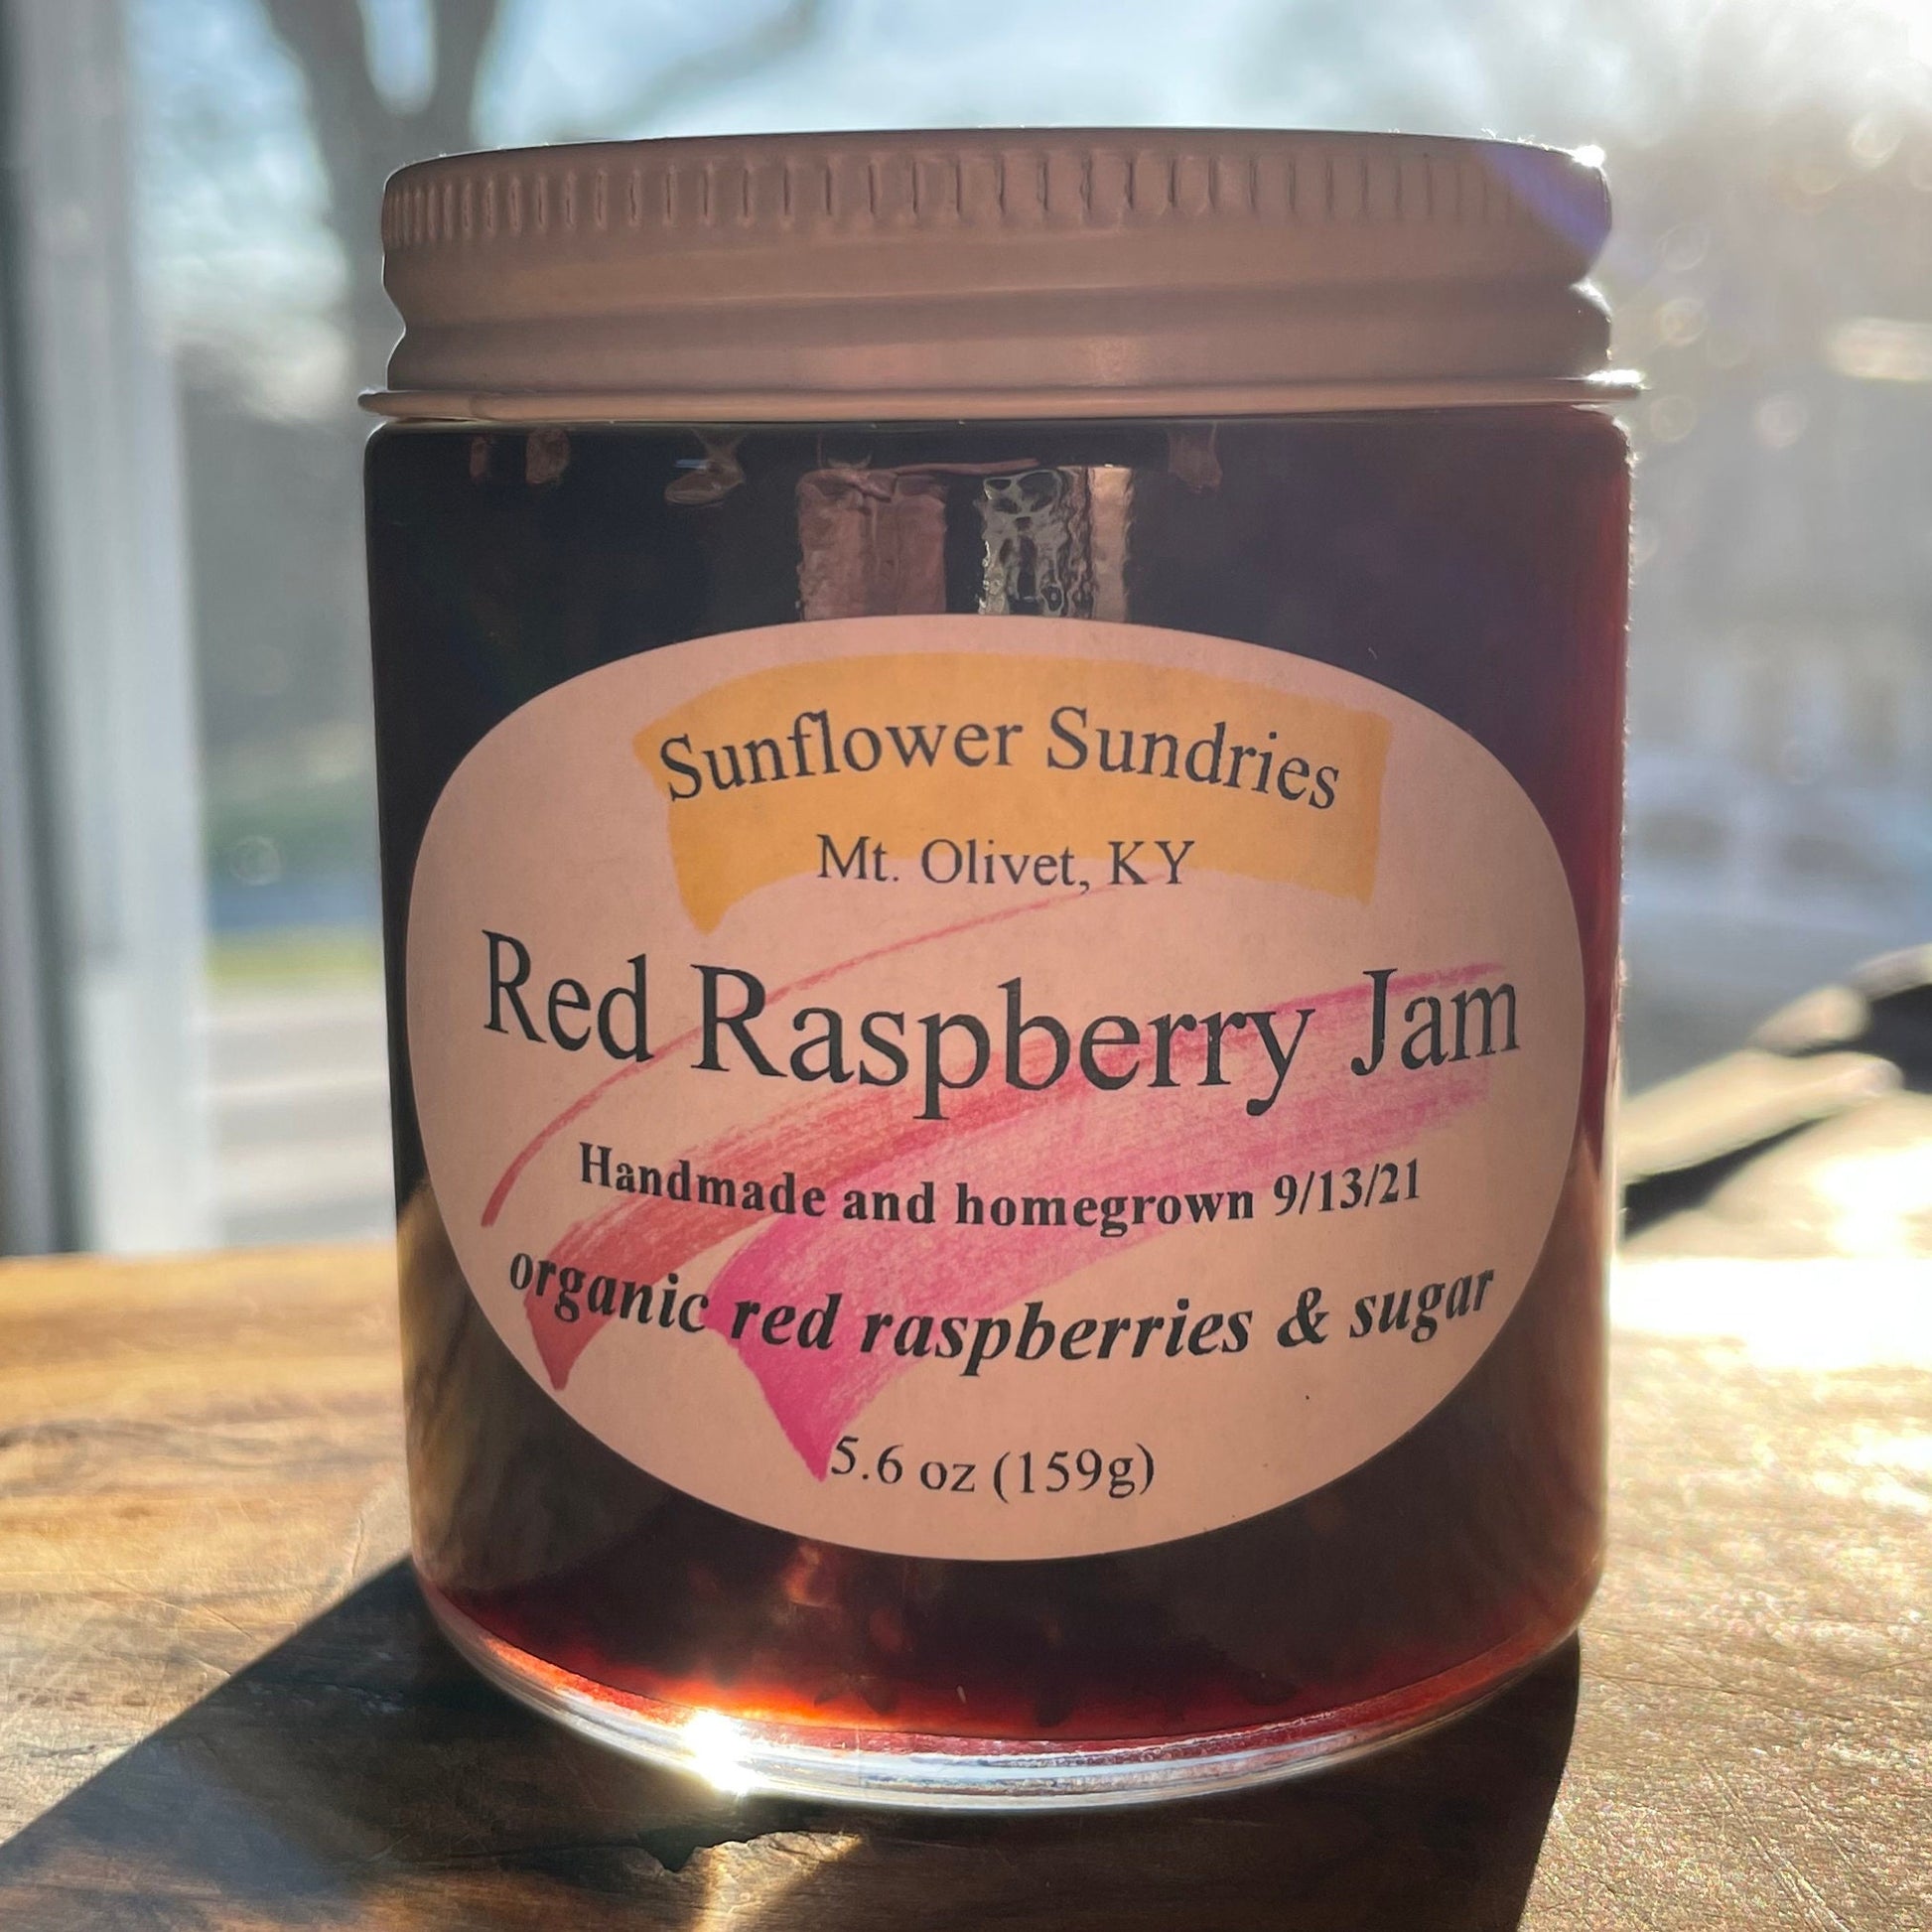 Sunflower Sundries
Mt. Olivet, KY
Red Raspberry Jam
Handmade and homegrown 9/13/21
organic red raspberries & sugar
5.6 oz (159g)